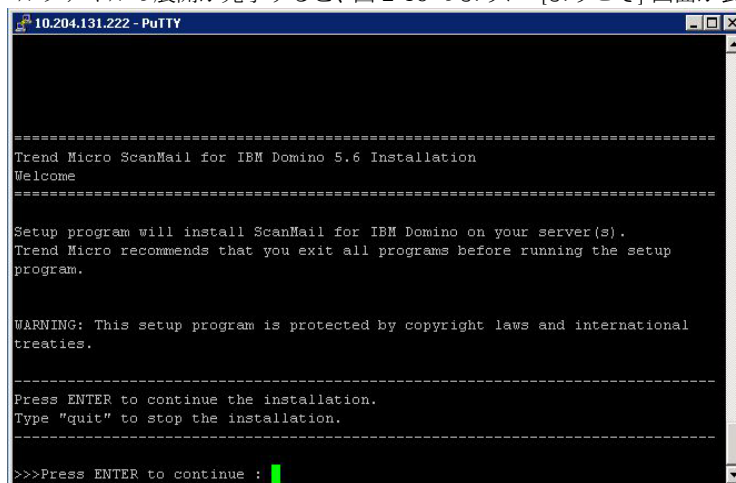 10.204.131.222 - PuTTY
================================================================================
Trend Micro ScanMail for IBM Domino 5.6 Installation
Welcome
================================================================================
Setup program will install ScanMail for IBM Domino on your server(s).
Trend Micro recommends that you exit all programs before running the setup
program.
WARNING: This setup program is protected by copyright laws and international
treaties.
--------------------------------------------------------------------------------
Press ENTER to continue the installation.
Type "quit" to stop the installation.
--------------------------------------------------------------------------------
>>>Press ENTER to continue :